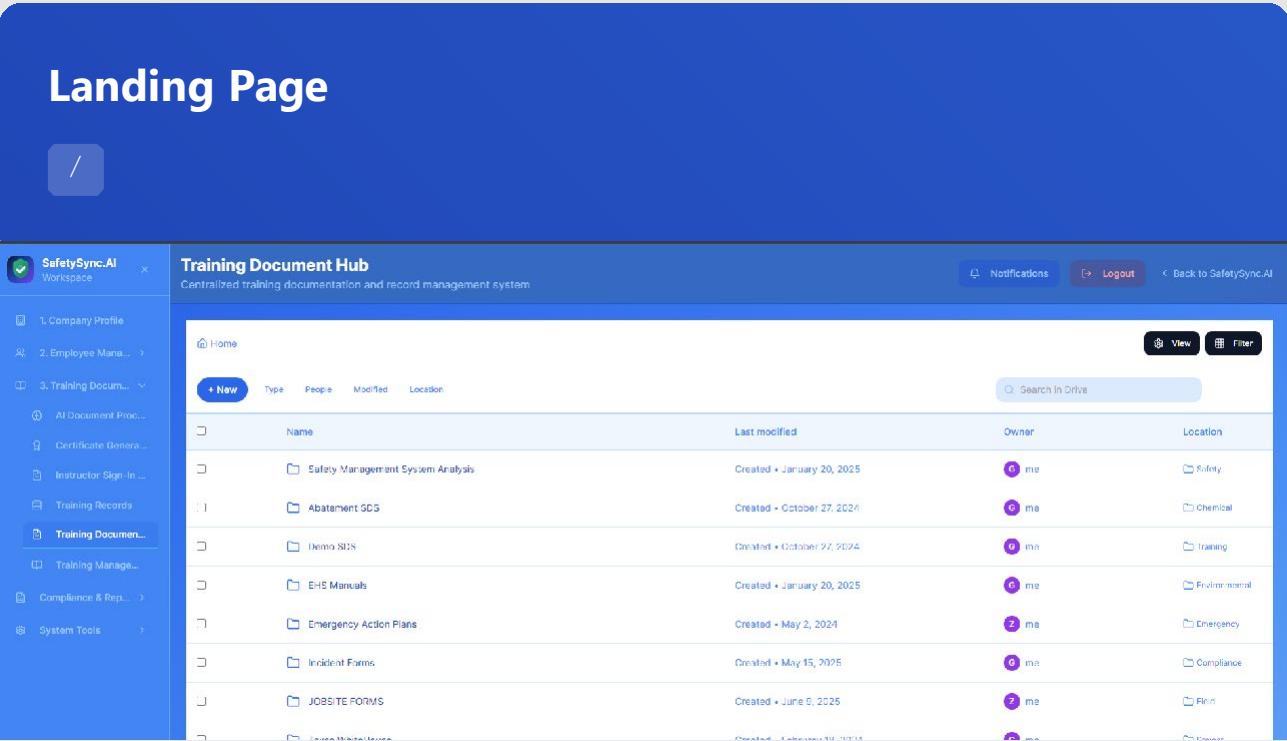 Landing Page
/
SafetySync.AI
Workspace
Training Document Hub
Centralized training documentation and record management system
Notifications
Logout
Back to SafetySync.AI
1. Company Profile
2. Employee Mana...
3. Training Docum...
AI Document Proc...
Certificate Genera...
Instructor Sign-In ...
Training Records
Training Documen...
Training Manage...
Compliance & Rep...
System Tools
Home
View
Filter
+ New
Type
People
Modified
Location
Search in Drive
Name Last modified Owner Location
Safety Management System Analysis Created • January 20, 2025 G me Safety
Abatement SDS Created • October 27, 2024 G me Chemical
Demo SDS Created • October 27, 2024 G me Training
EHS Manuals Created • January 20, 2025 G me Environmental
Emergency Action Plans Created • May 2, 2024 Z me Emergency
Incident Forms Created • May 15, 2025 G me Compliance
JOBSITE FORMS Created • June 9, 2025 Z me Field